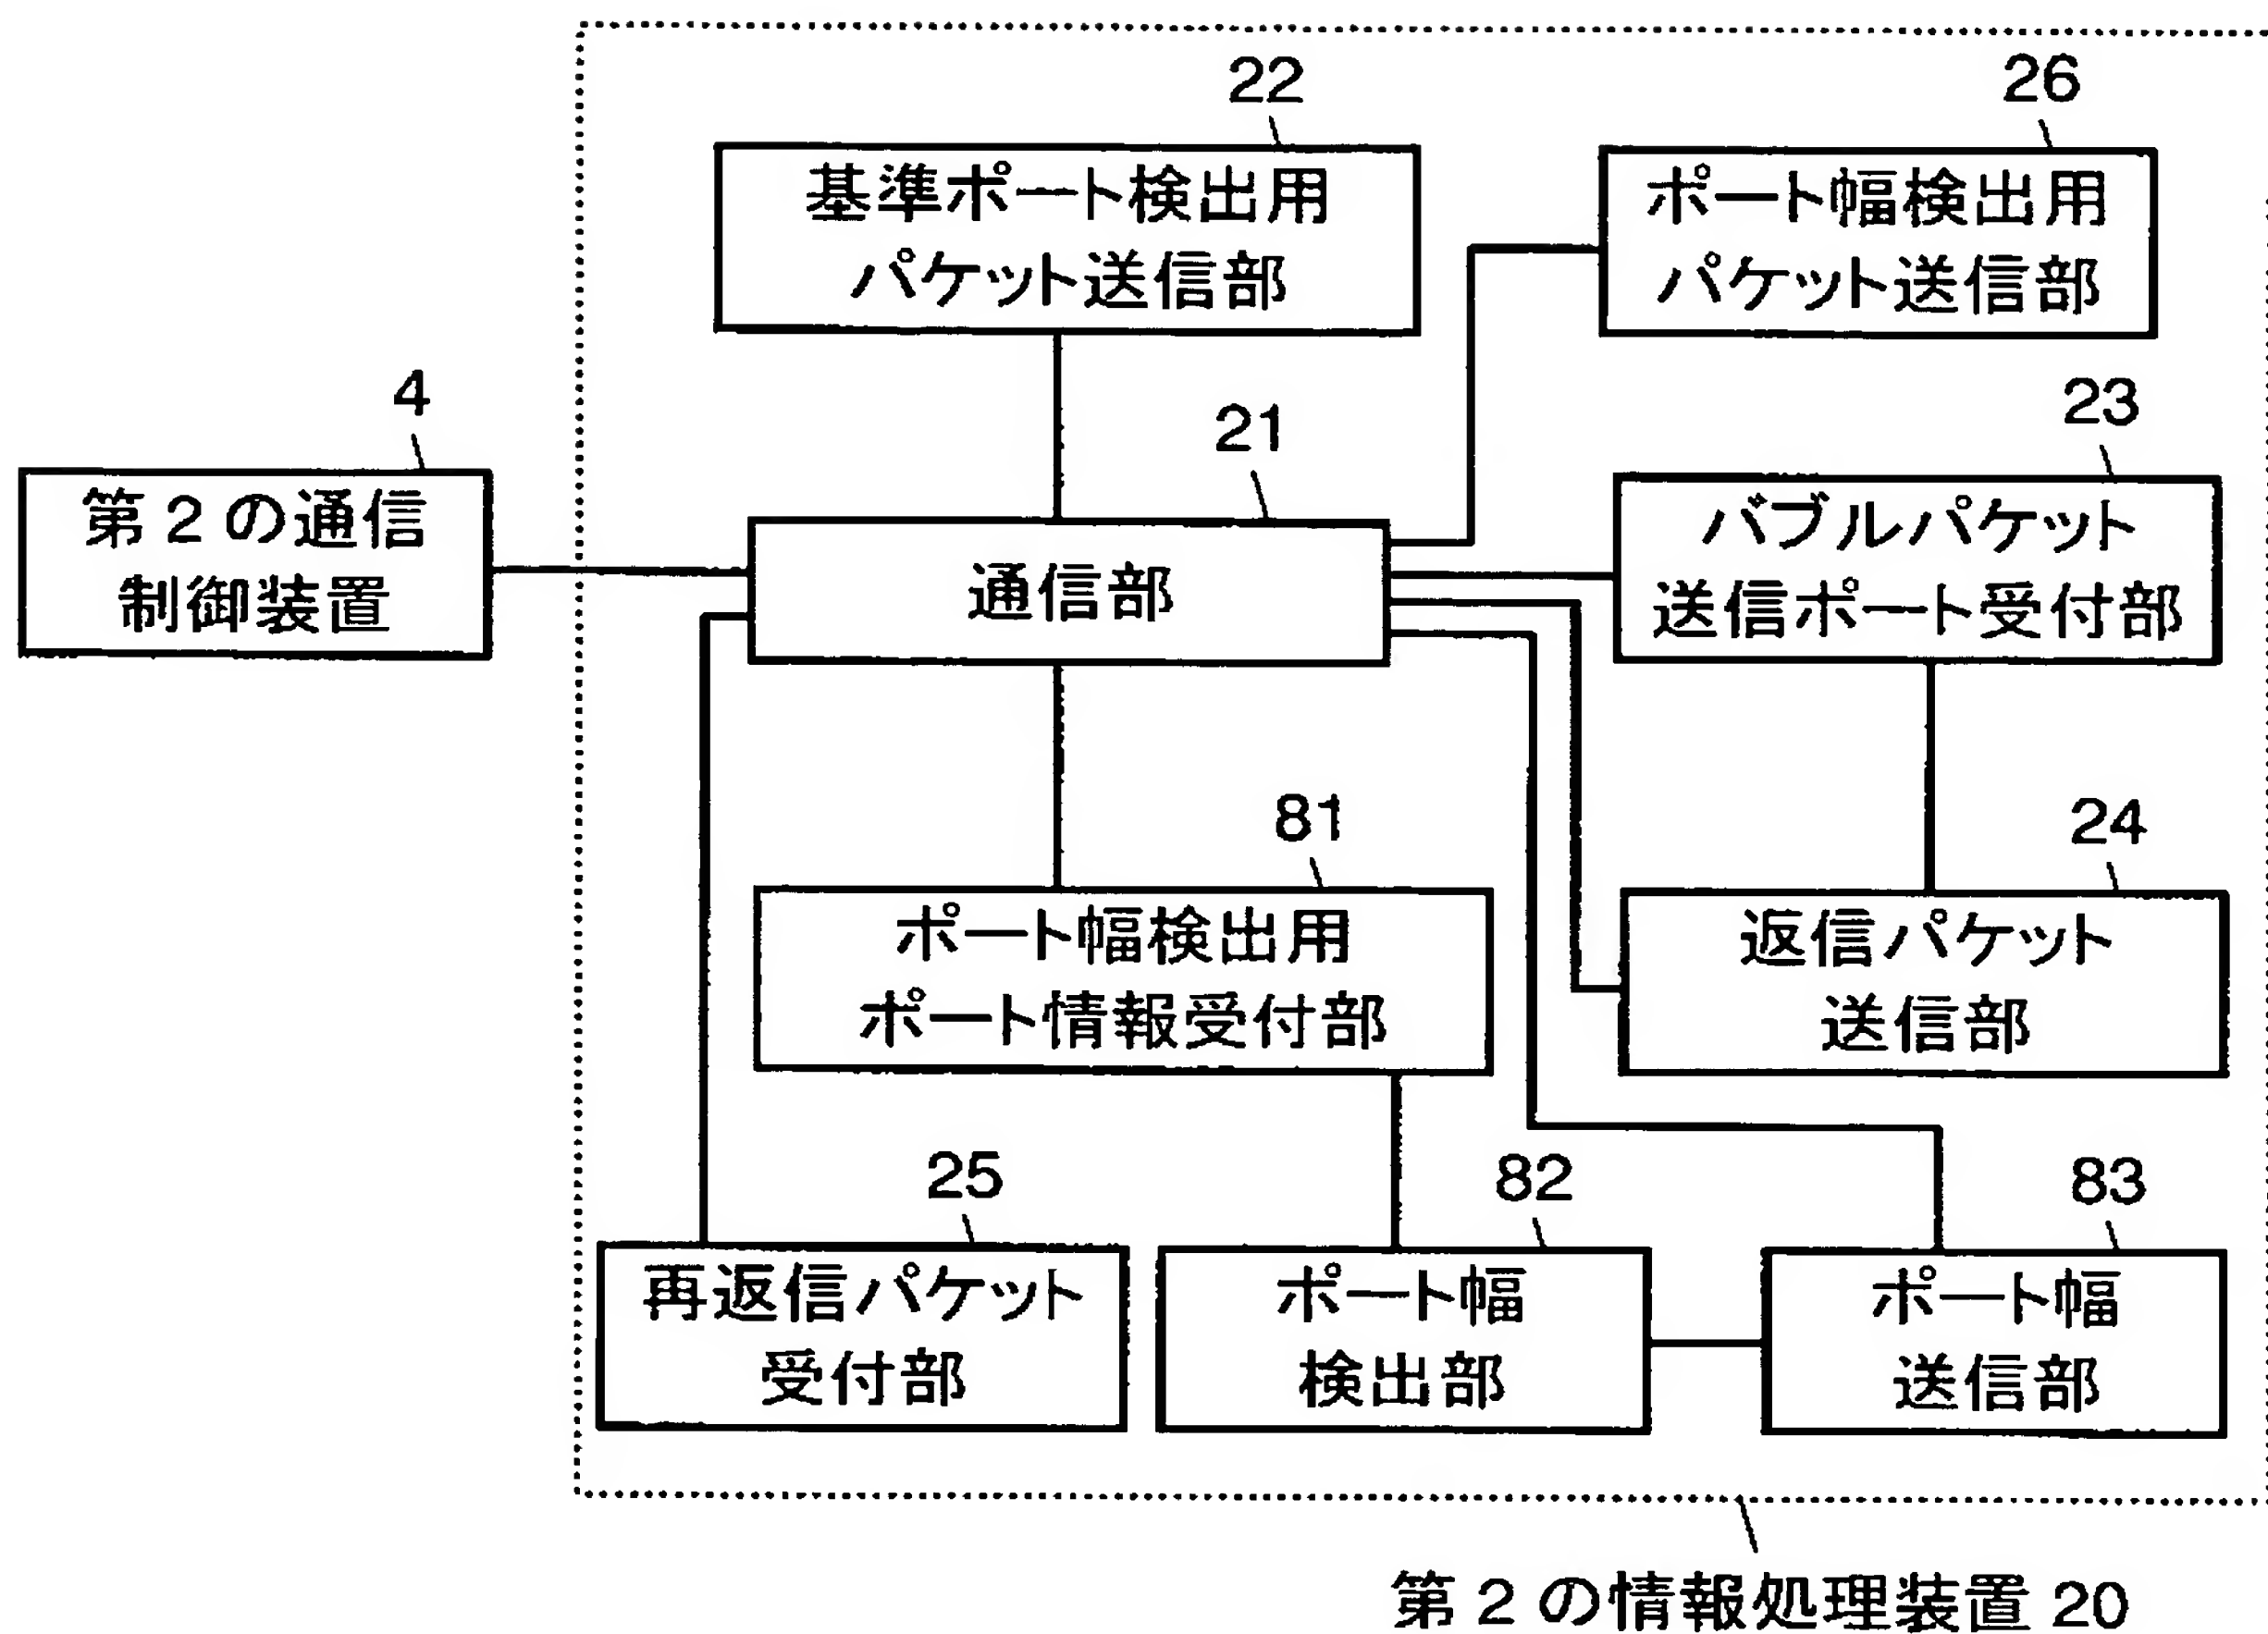 22
基準ポート検出用
パケット送信部
26
ポート幅検出用
パケット送信部
4
第2の通信
制御装置
21
通信部
23
バブルパケット
送信ポート受付部
81
ポート幅検出用
ポート情報受付部
24
返信パケット
送信部
25
再返信パケット
受付部
82
ポート幅
検出部
83
ポート幅
送信部
第2の情報処理装置20